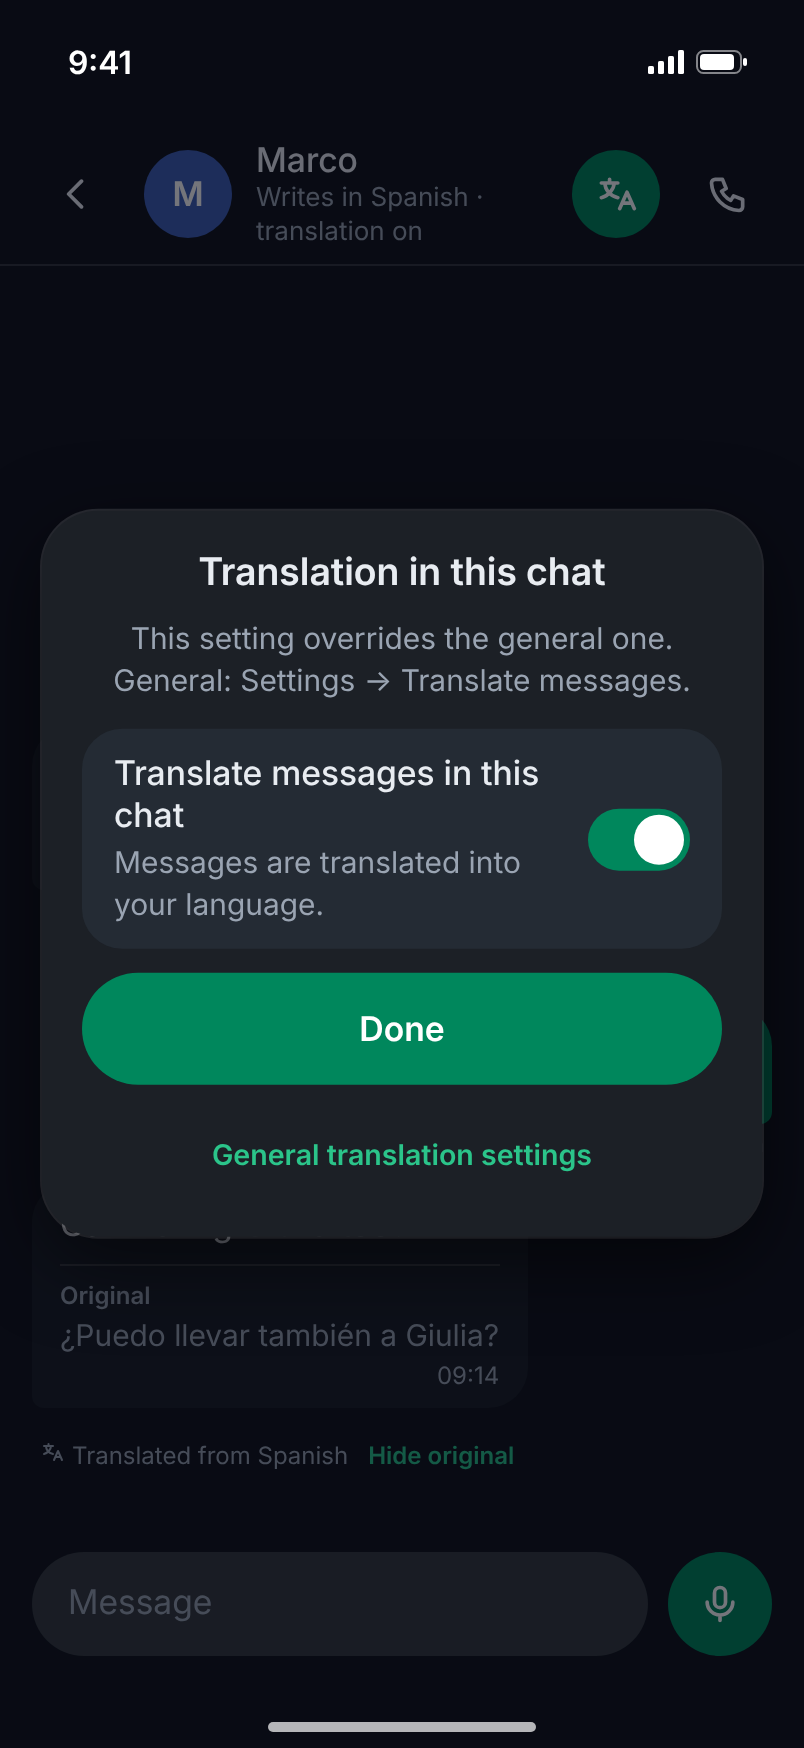 9:41
M
Marco
Writes in Spanish ·
translation on
Translation in this chat
This setting overrides the general one.
General: Settings → Translate messages.
Translate messages in this
chat
Messages are translated into
your language.
Done
General translation settings
Original
¿Puedo llevar también a Giulia?
09:14
Translated from Spanish Hide original
Message